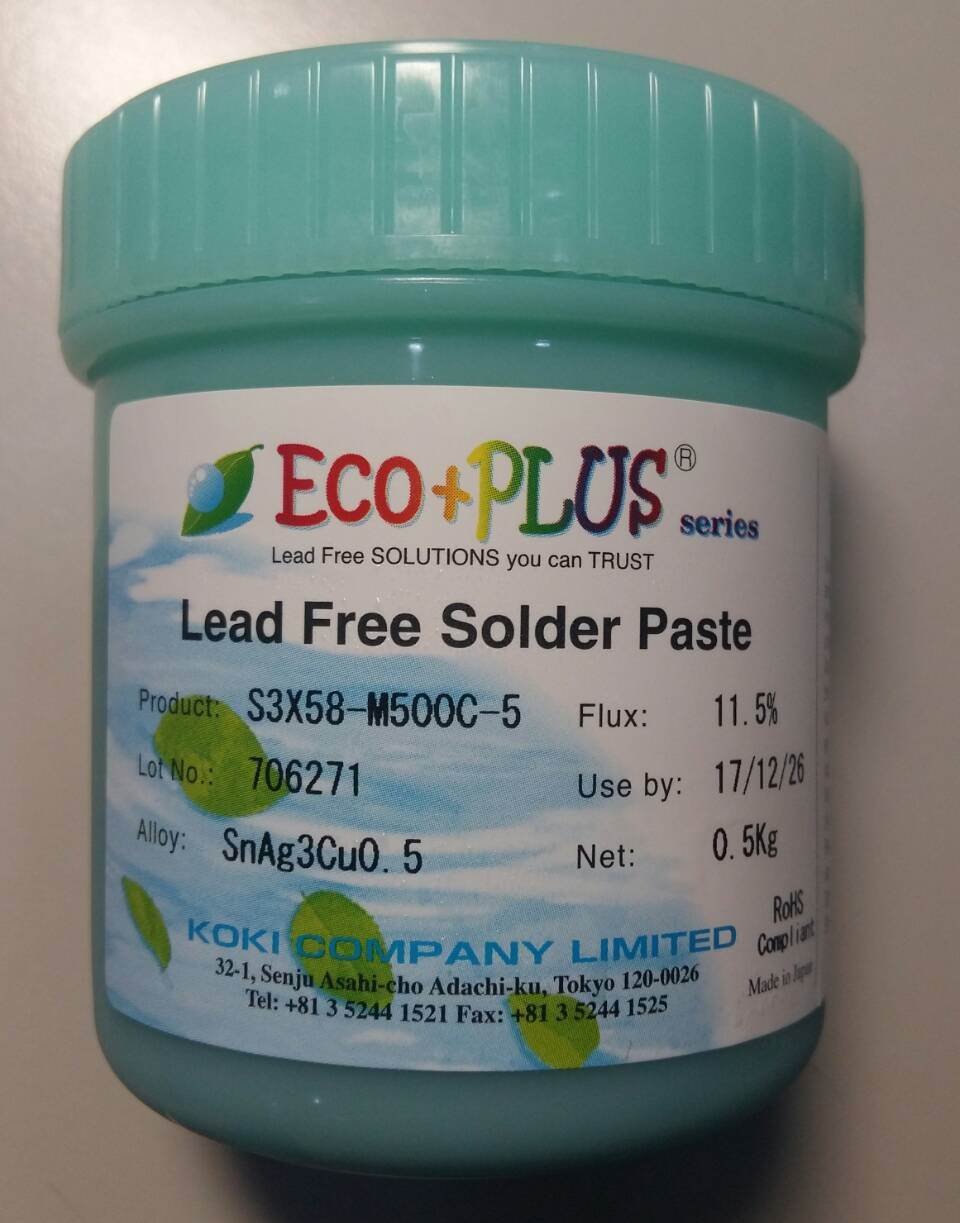 ECO+PLUS® series
Lead Free SOLUTIONS you can TRUST
Lead Free Solder Paste
Product: S3X58-M500C-5 Flux: 11.5%
Lot No.: 706271 Use by: 17/12/26
Alloy: SnAg3Cu0.5 Net: 0.5Kg
RoHS
Compliant
KOKI COMPANY LIMITED
32-1, Senju Asahi-cho Adachi-ku, Tokyo 120-0026
Tel: +81 3 5244 1521 Fax: +81 3 5244 1525
Made in Japan